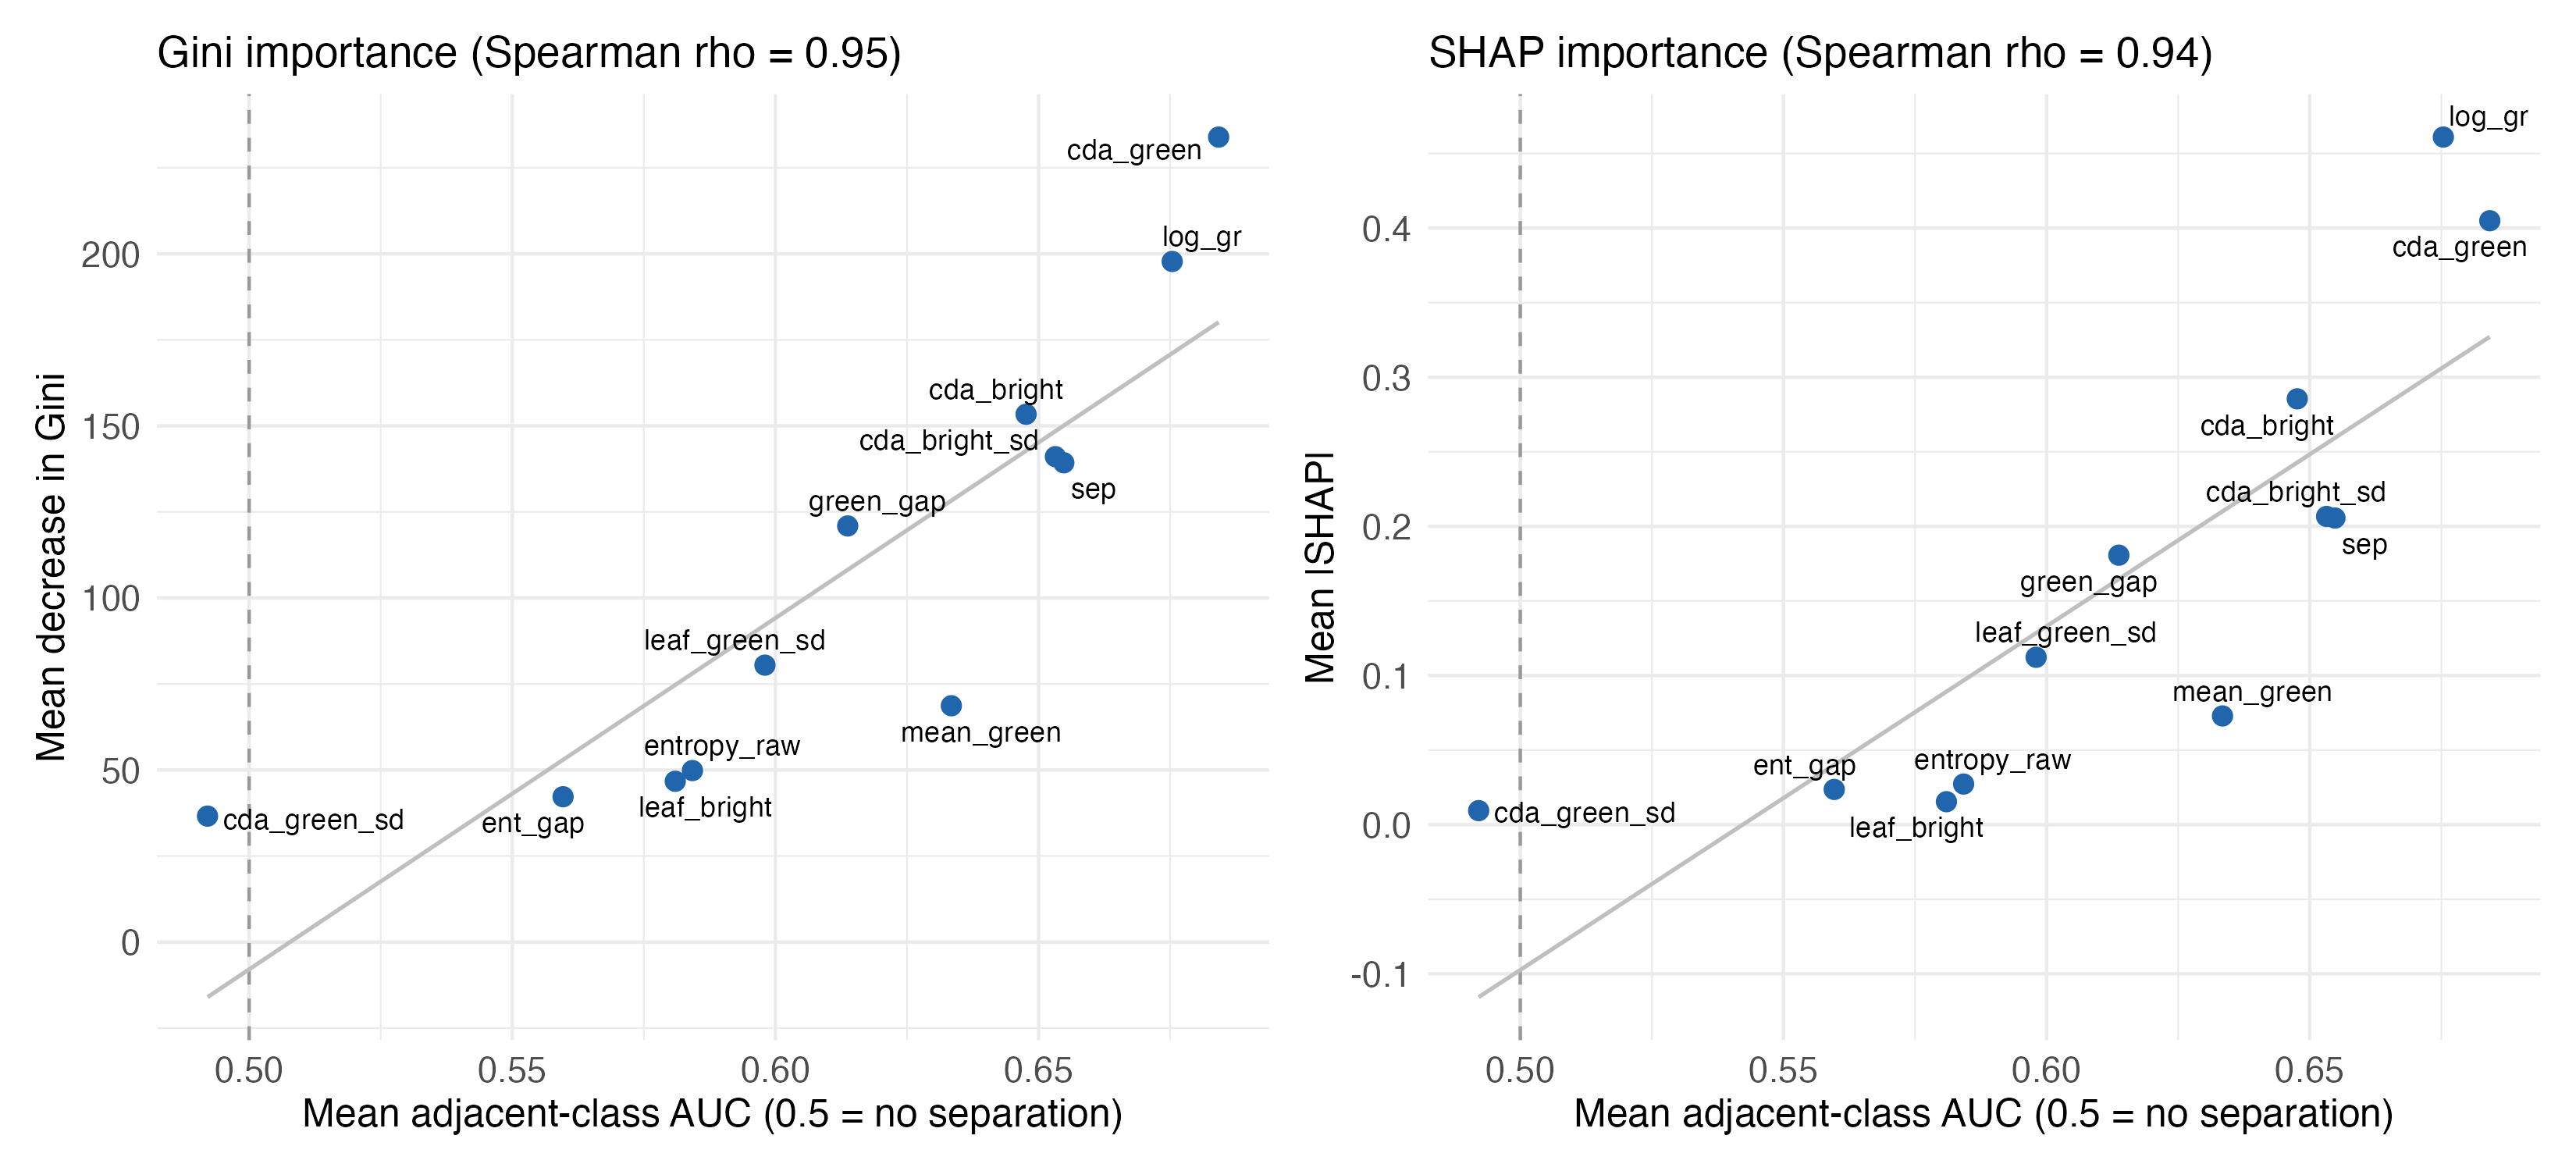 Gini importance (Spearman rho = 0.95)
cda_green
log_gr
cda_bright
cda_bright_sd
sep
green_gap
leaf_green_sd
mean_green
entropy_raw
leaf_bright
ent_gap
cda_green_sd
200
150
100
50
0
Mean decrease in Gini
0.50 0.55 0.60 0.65
Mean adjacent-class AUC (0.5 = no separation)
SHAP importance (Spearman rho = 0.94)
log_gr
cda_green
cda_bright
cda_bright_sd
sep
green_gap
leaf_green_sd
mean_green
entropy_raw
ent_gap
leaf_bright
cda_green_sd
0.4
0.3
0.2
0.1
0.0
-0.1
Mean |SHAP|
0.50 0.55 0.60 0.65
Mean adjacent-class AUC (0.5 = no separation)